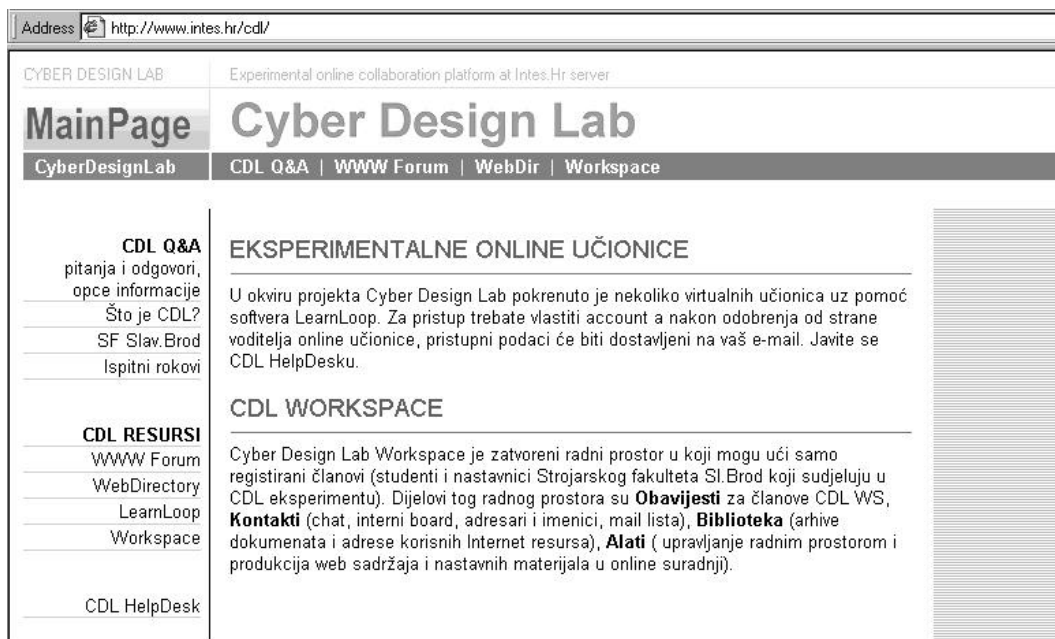 Address http://www.intes.hr/cdl/
CYBER DESIGN LAB
Experimental online collaboration platform at Intes.Hr server
MainPage
Cyber Design Lab
CyberDesignLab
CDL Q&A | WWW Forum | WebDir | Workspace
CDL Q&A
pitanja i odgovori,
opce informacije
Što je CDL?
SF Slav.Brod
Ispitni rokovi
CDL RESURSI
WWW Forum
WebDirectory
LearnLoop
Workspace
CDL HelpDesk
EKSPERIMENTALNE ONLINE UČIONICE
U okviru projekta Cyber Design Lab pokrenuto je nekoliko virtualnih učionica uz pomoć
softvera LearnLoop. Za pristup trebate vlastiti account a nakon odobrenja od strane
voditelja online učionice, pristupni podaci će biti dostavljeni na vaš e-mail. Javite se
CDL HelpDesku.
CDL WORKSPACE
Cyber Design Lab Workspace je zatvoreni radni prostor u koji mogu ući samo
registirani članovi (studenti i nastavnici Strojarskog fakulteta Sl.Brod koji sudjeluju u
CDL eksperimentu). Dijelovi tog radnog prostora su Obavijesti za članove CDL WS,
Kontakti (chat, interni board, adresari i imenici, mail lista), Biblioteka (arhive
dokumenata i adrese korisnih Internet resursa), Alati ( upravljanje radnim prostorom i
produkcija web sadržaja i nastavnih materijala u online suradnji).